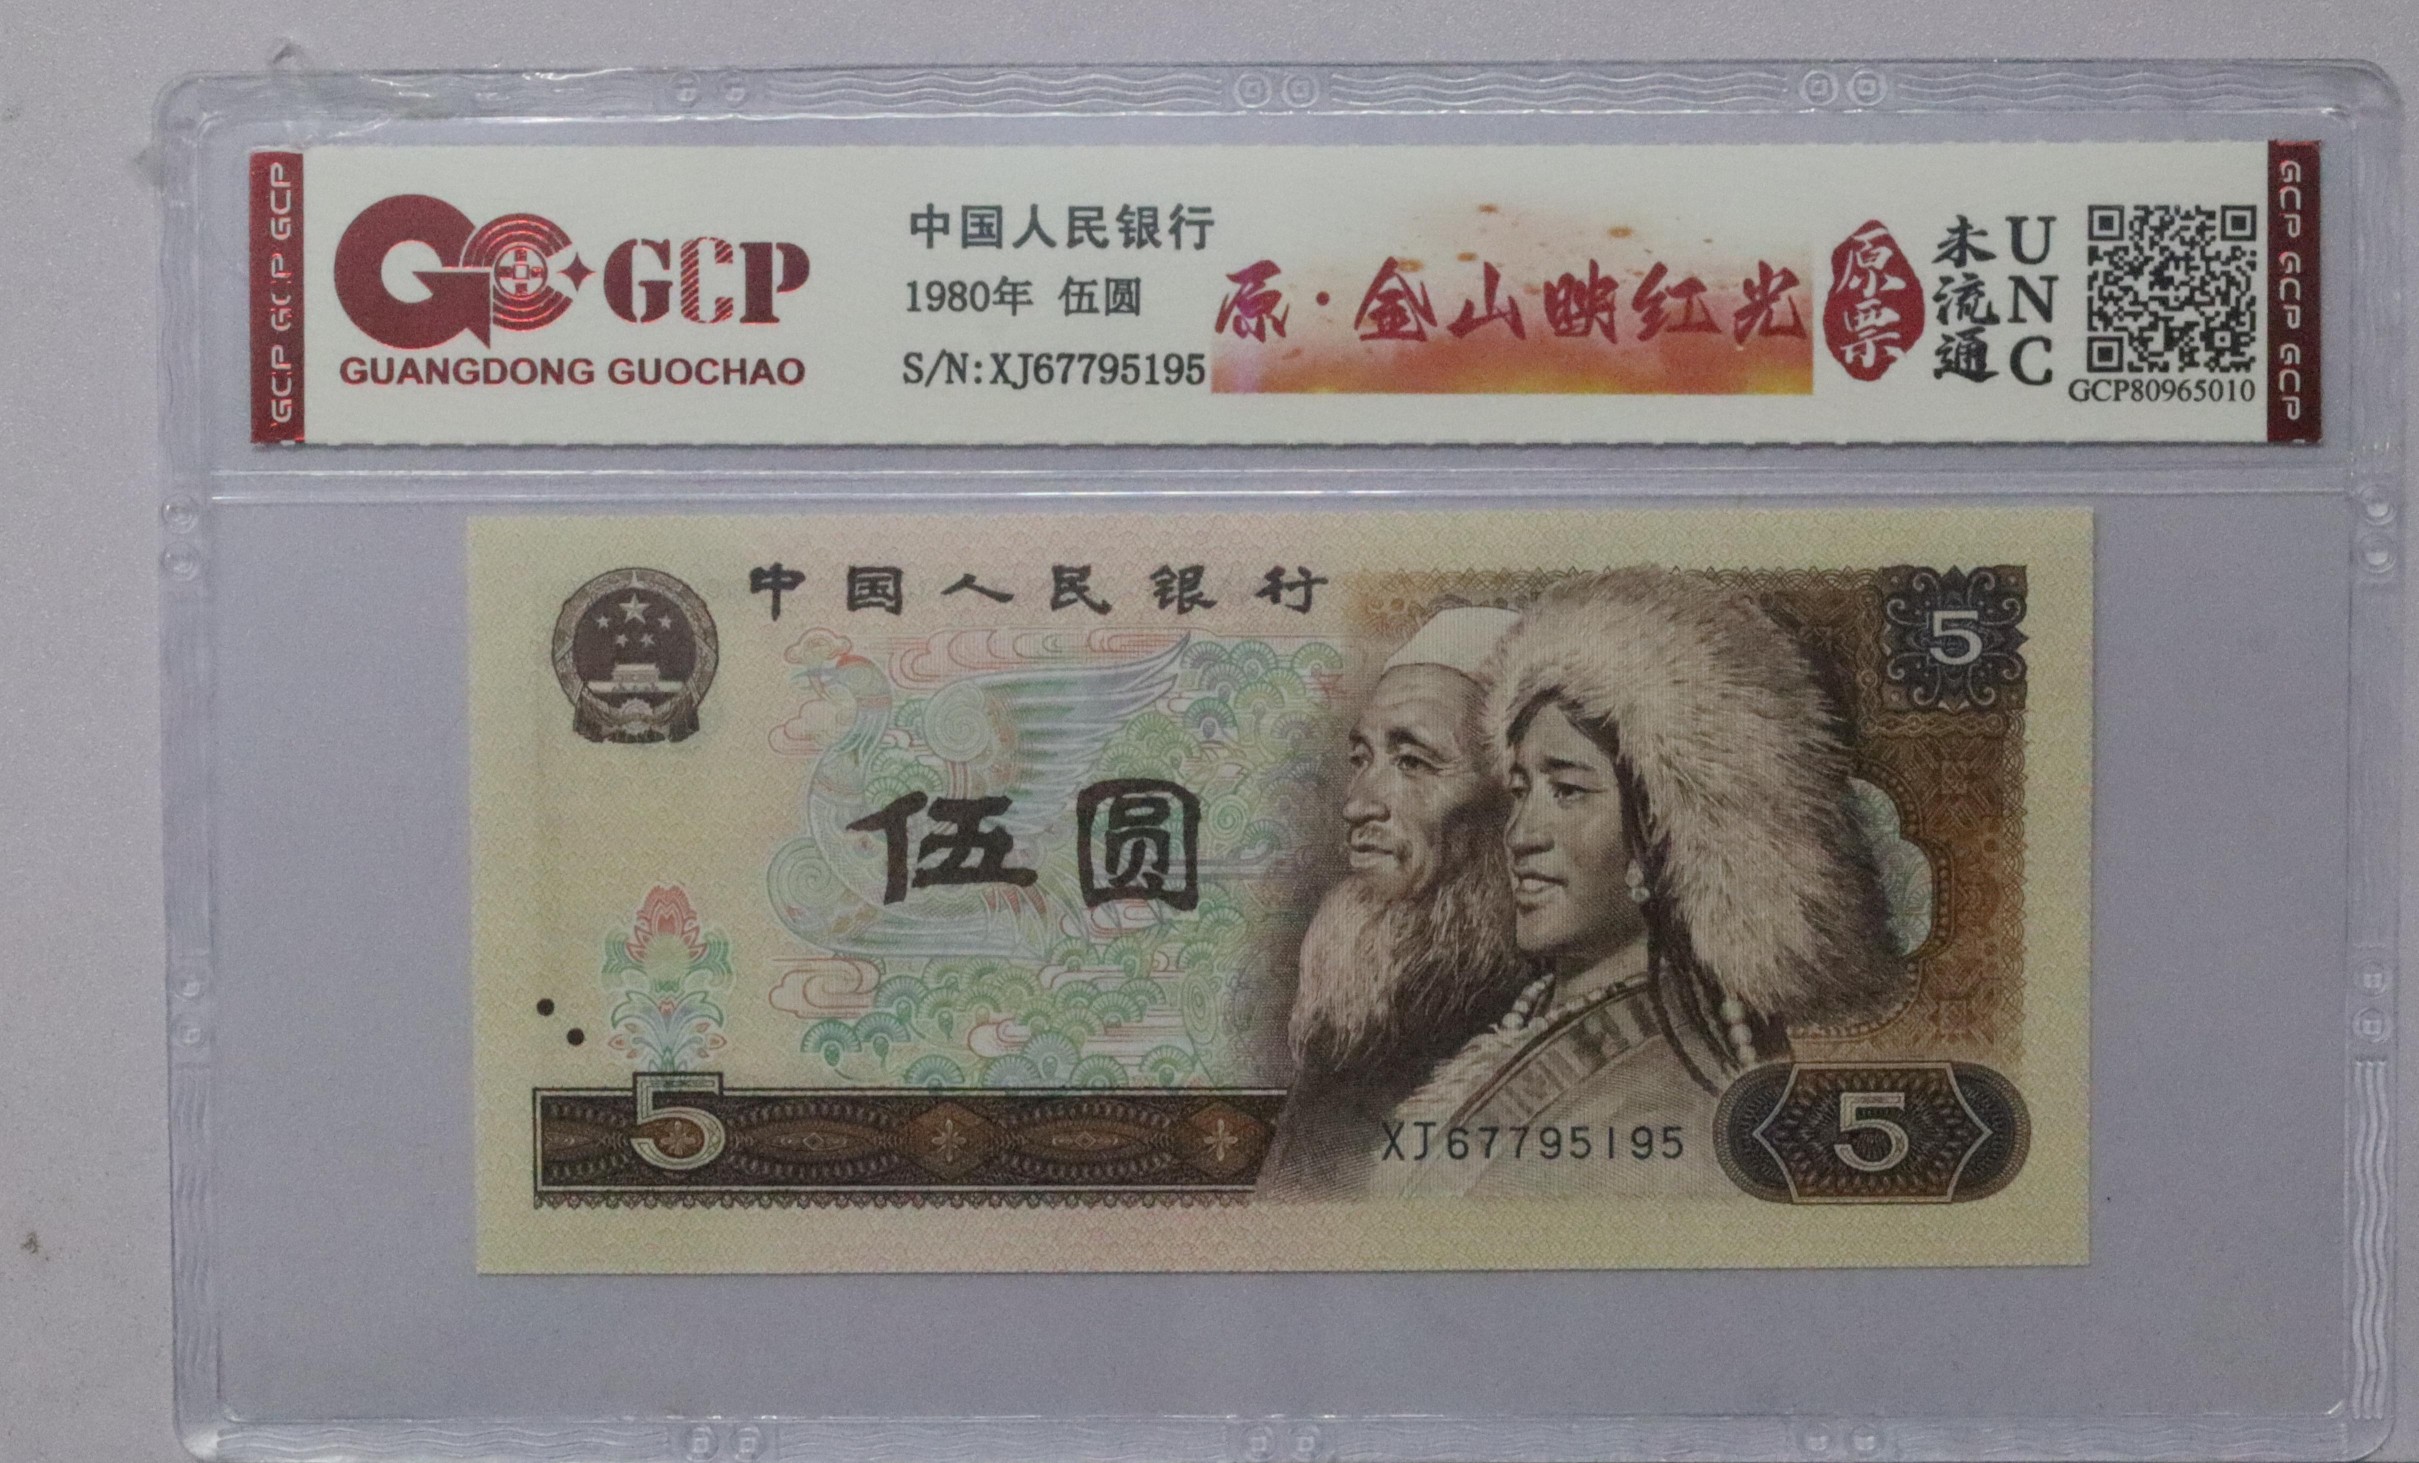 GCP GCP GCP
GCP
GUANGDONG GUOCHAO
中国人民银行
1980年 伍圆
S/N:XJ67795195
原·金山映红光
原票
未流通
UNC
GCP80965010
GCP GCP GCP
中国人民银行
5
伍圆
5
XJ67795195
5